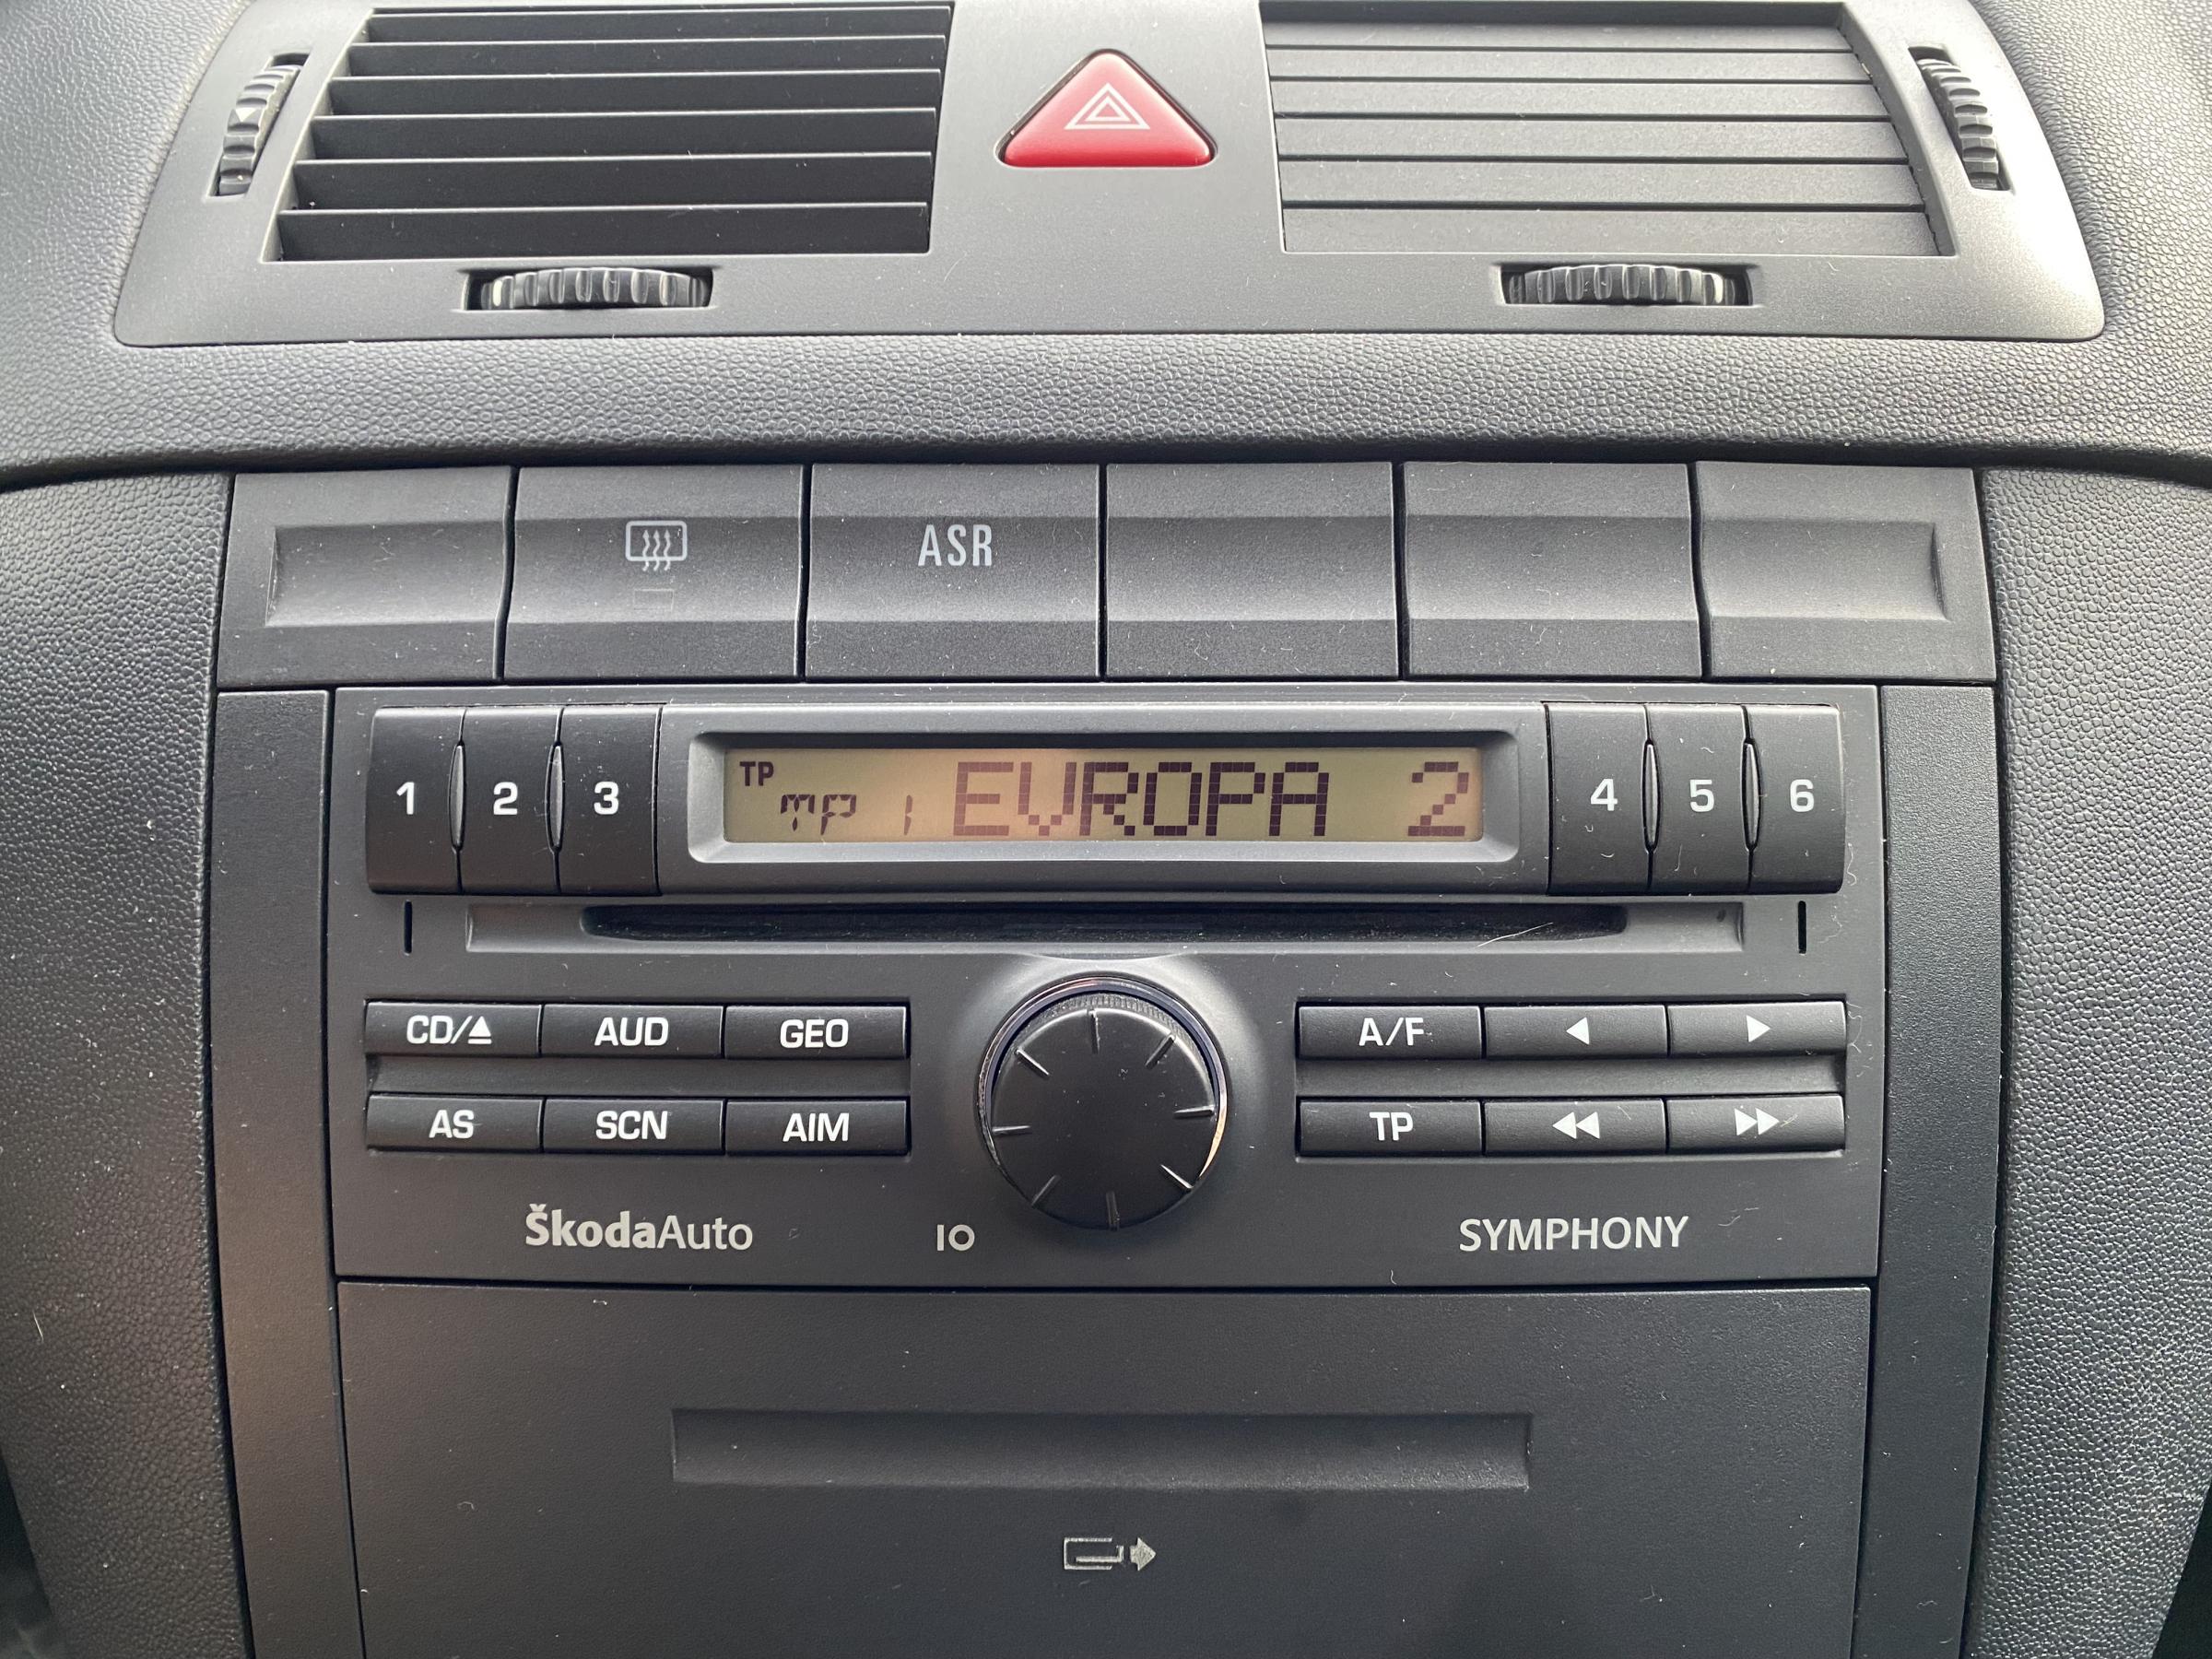 ASR
1 2 3
TP
EVROPA 2
4 5 6
CD/⏏ AUD GEO
A/F ◀ ▶
AS SCN AIM
TP ◀◀ ▶▶
ŠkodaAuto
IO
SYMPHONY